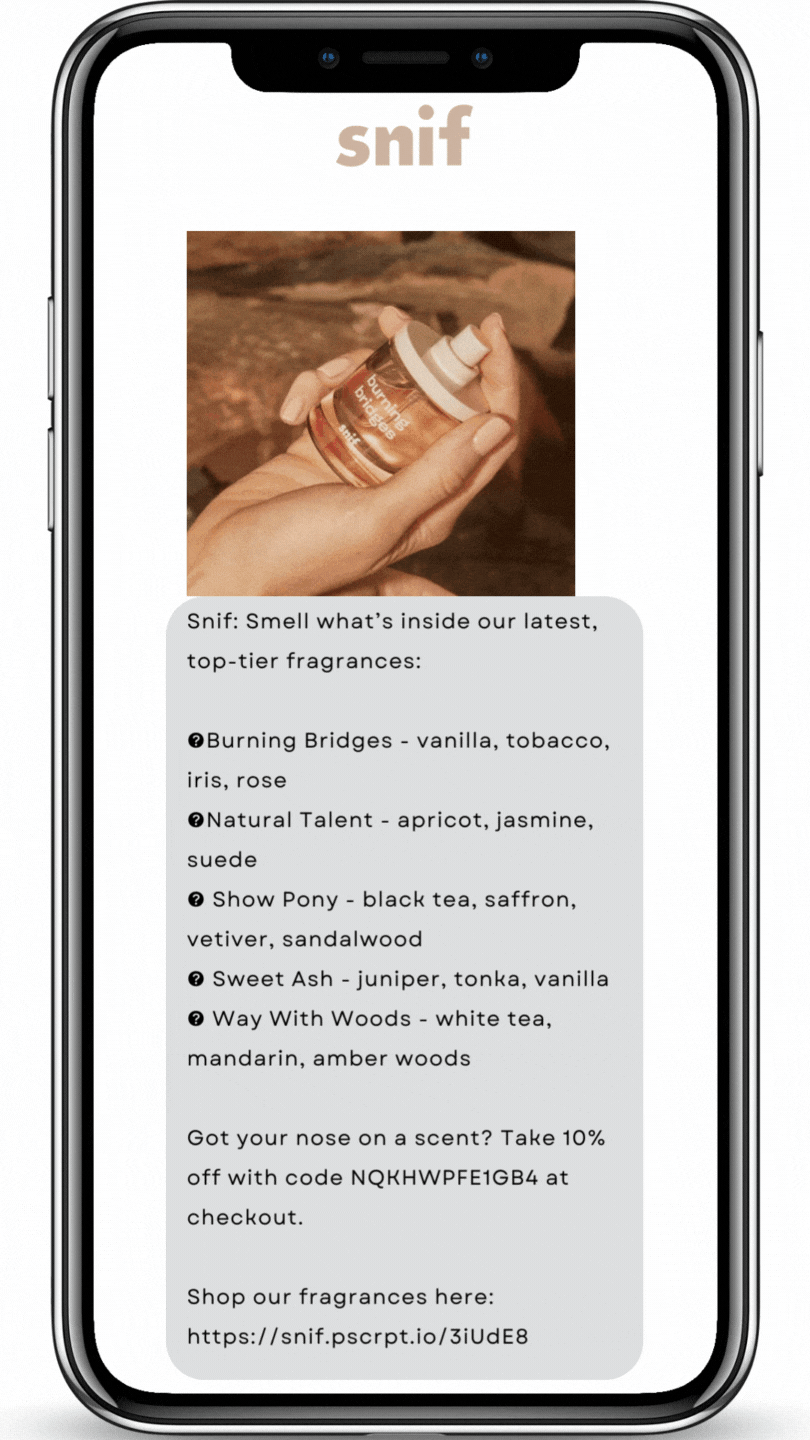 snif
burning
bridges
snif
Snif: Smell what’s inside our latest,
top-tier fragrances:
Burning Bridges - vanilla, tobacco,
iris, rose
Natural Talent - apricot, jasmine,
suede
Show Pony - black tea, saffron,
vetiver, sandalwood
Sweet Ash - juniper, tonka, vanilla
Way With Woods - white tea,
mandarin, amber woods
Got your nose on a scent? Take 10%
off with code NQKHWPFE1GB4 at
checkout.
Shop our fragrances here:
https://snif.pscrpt.io/3iUdE8